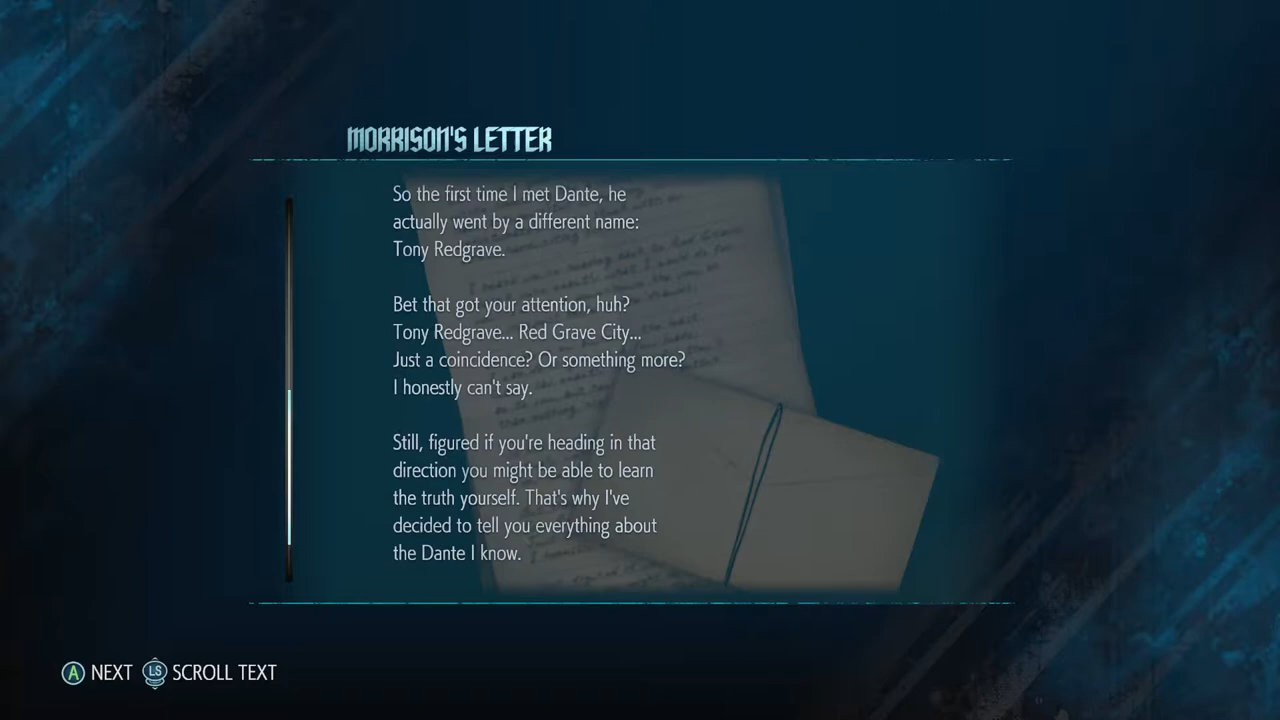 MORRISON'S LETTER
So the first time I met Dante, he
actually went by a different name:
Tony Redgrave.
Bet that got your attention, huh?
Tony Redgrave... Red Grave City...
Just a coincidence? Or something more?
I honestly can't say.
Still, figured if you're heading in that
direction you might be able to learn
the truth yourself. That's why I've
decided to tell you everything about
the Dante I know.
A NEXT LS SCROLL TEXT